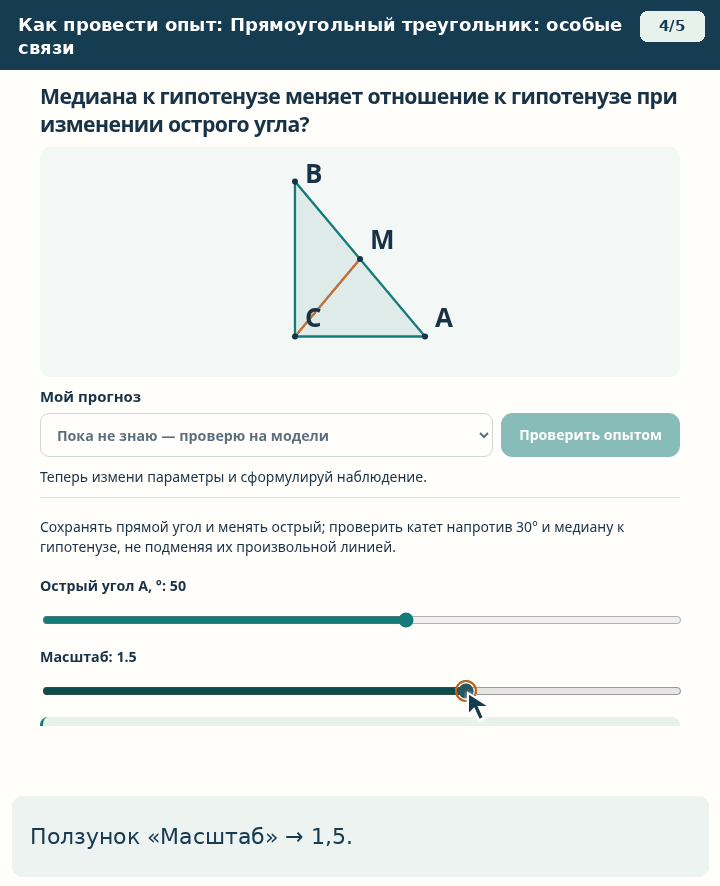 Как провести опыт: Прямоугольный треугольник: особые
связи
4/5
Медиана к гипотенузе меняет отношение к гипотенузе при
изменении острого угла?
B
M
C
A
Мой прогноз
Пока не знаю — проверю на модели
Проверить опытом
Теперь измени параметры и сформулируй наблюдение.
Сохранять прямой угол и менять острый; проверить катет напротив 30° и медиану к
гипотенузе, не подменяя их произвольной линией.
Острый угол A, °: 50
Масштаб: 1.5
Ползунок «Масштаб» → 1,5.